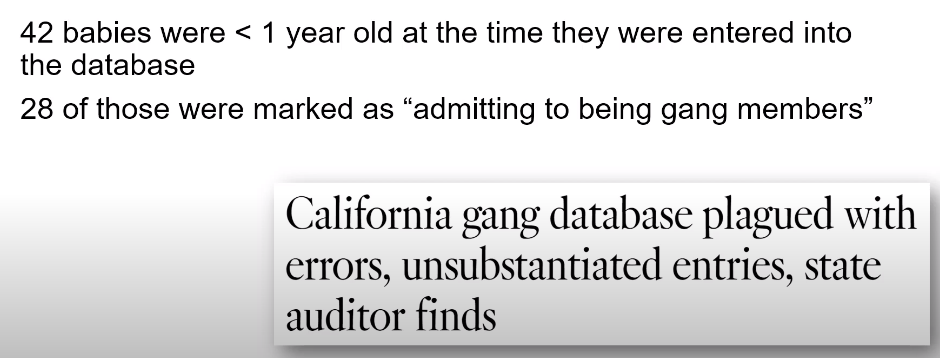 42 babies were < 1 year old at the time they were entered into
the database
28 of those were marked as “admitting to being gang members”
California gang database plagued with
errors, unsubstantiated entries, state
auditor finds